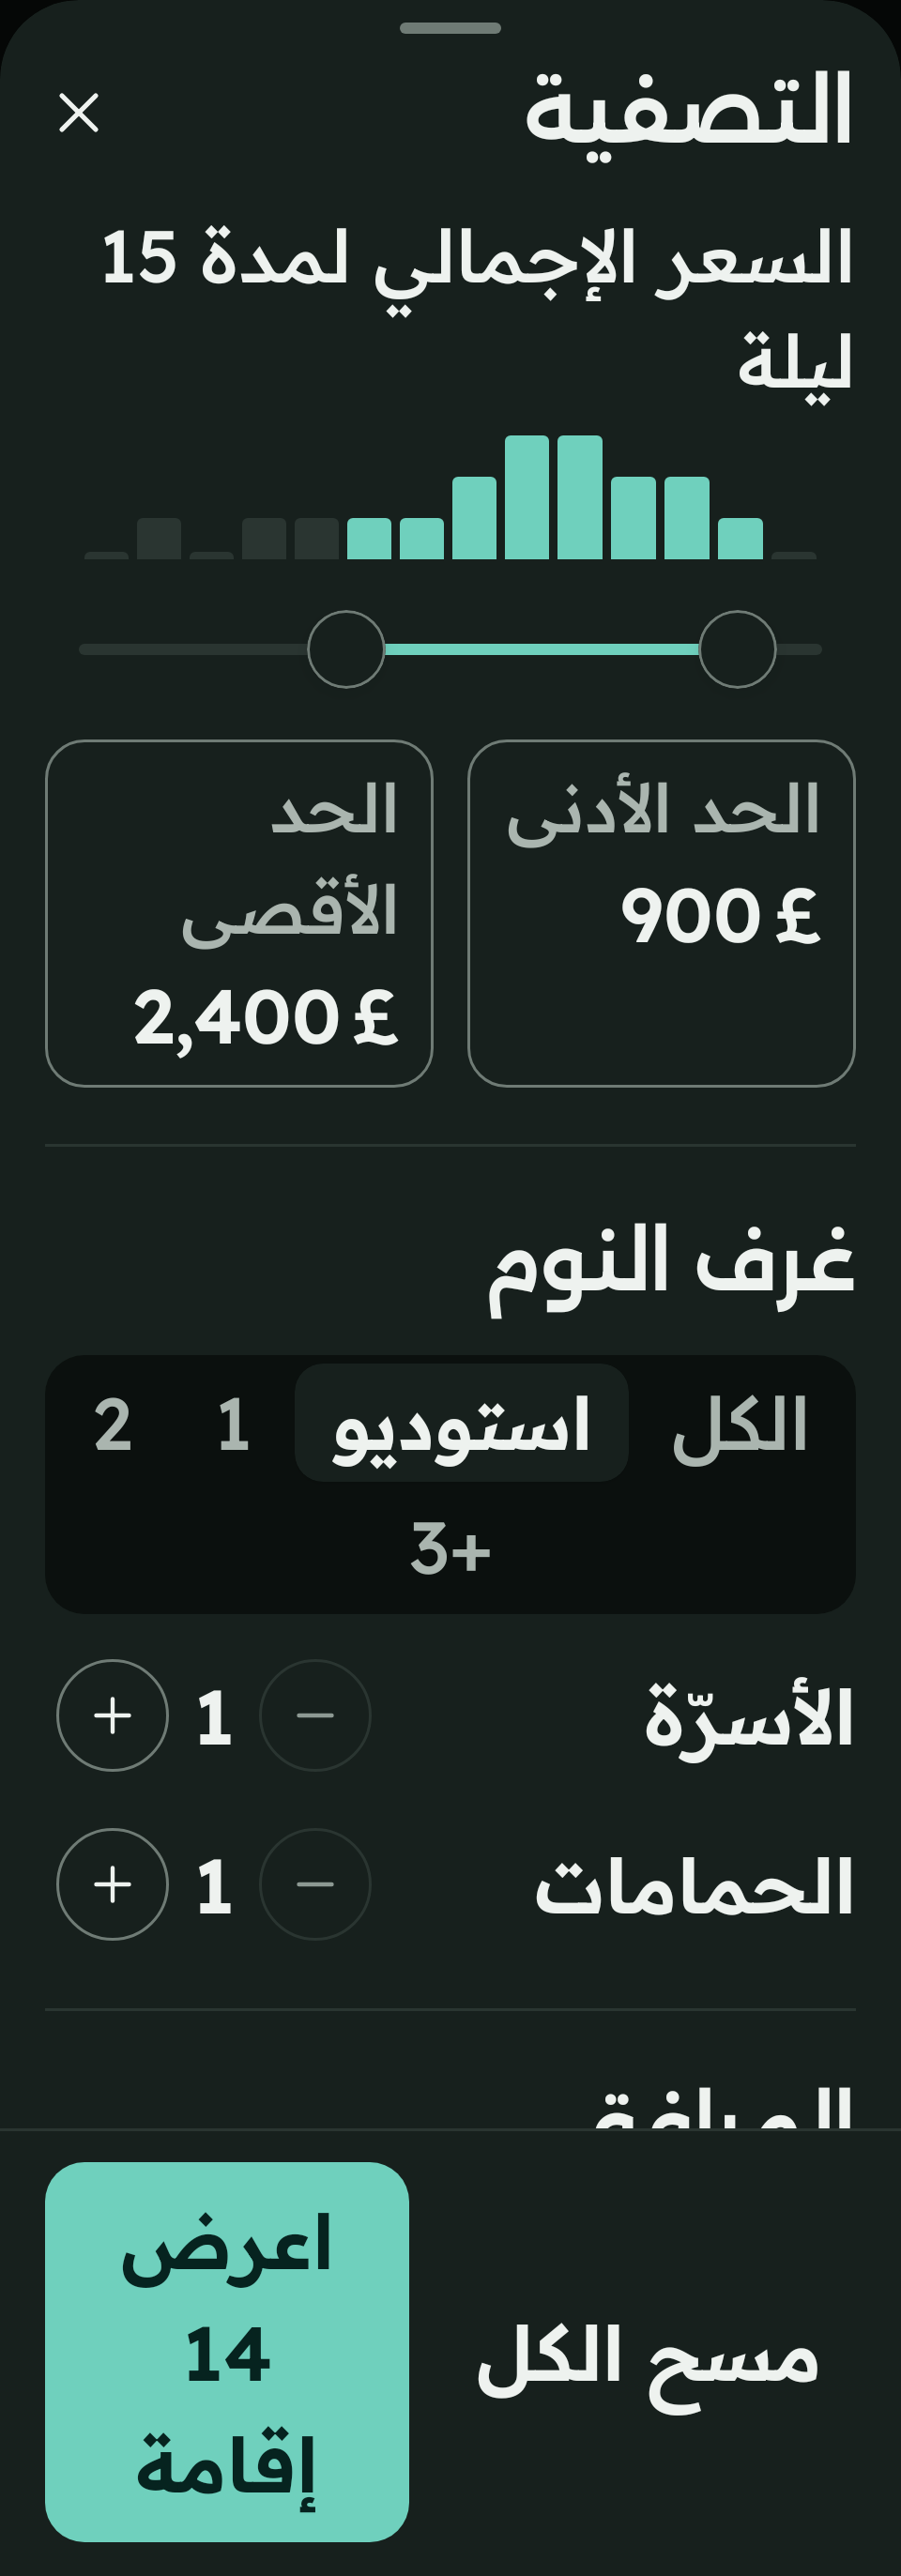 التصفية
السعر الإجمالي لمدة 15
ليلة
الحد الأدنى
£ 900
الحد
الأقصى
£ 2,400
غرف النوم
الكل استوديو 1 2
3+
الأسرّة
1
الحمامات
1
مسح الكل
اعرض
14
إقامة